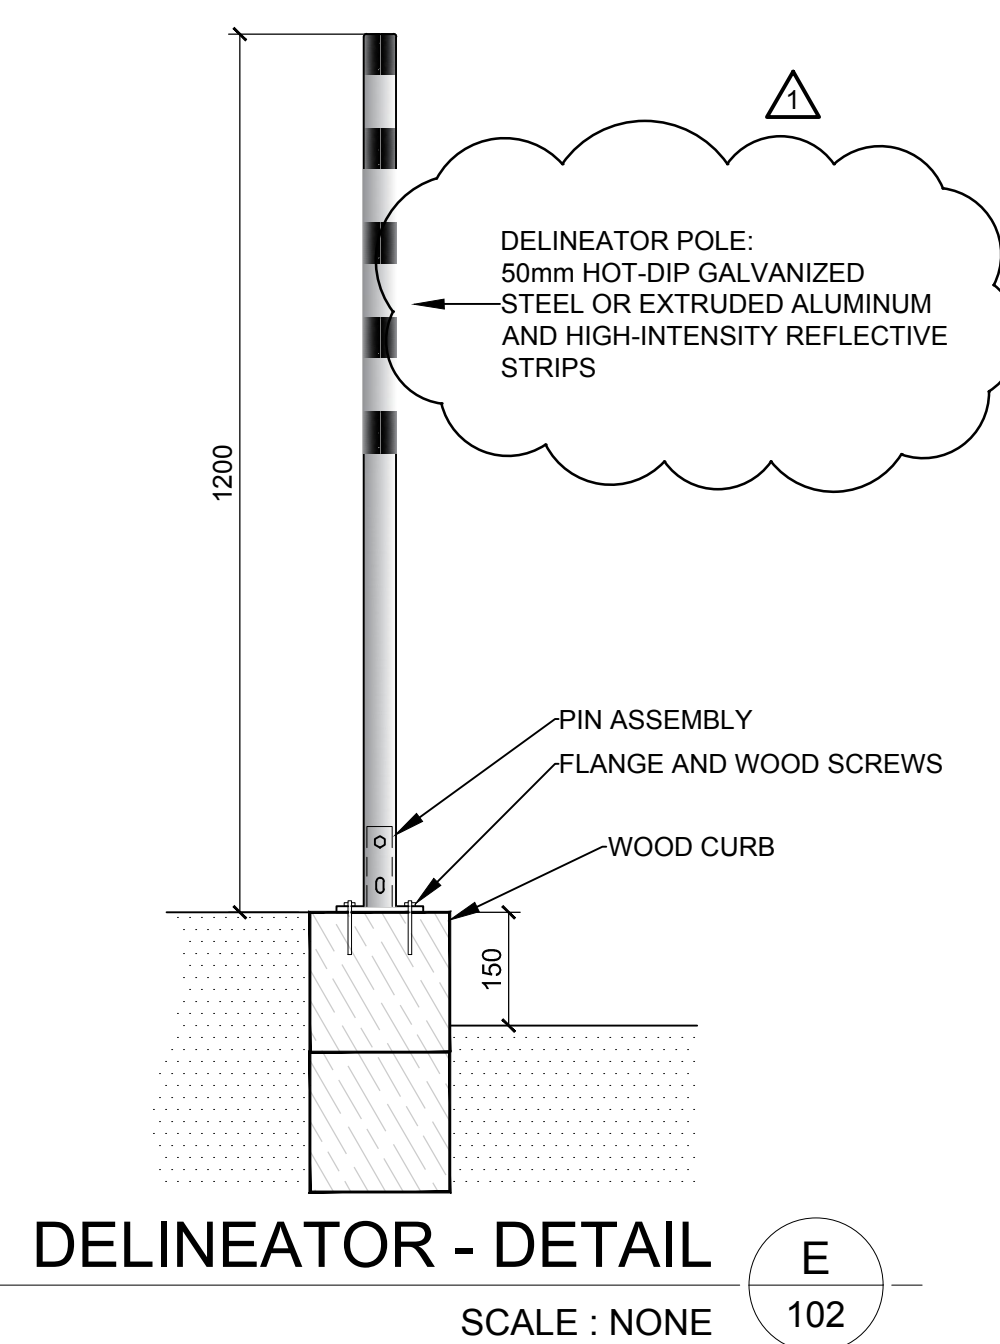 1
DELINEATOR POLE:
50mm HOT-DIP GALVANIZED
STEEL OR EXTRUDED ALUMINUM
AND HIGH-INTENSITY REFLECTIVE
STRIPS
1200
PIN ASSEMBLY
FLANGE AND WOOD SCREWS
WOOD CURB
150
DELINEATOR - DETAIL
E
102
SCALE : NONE